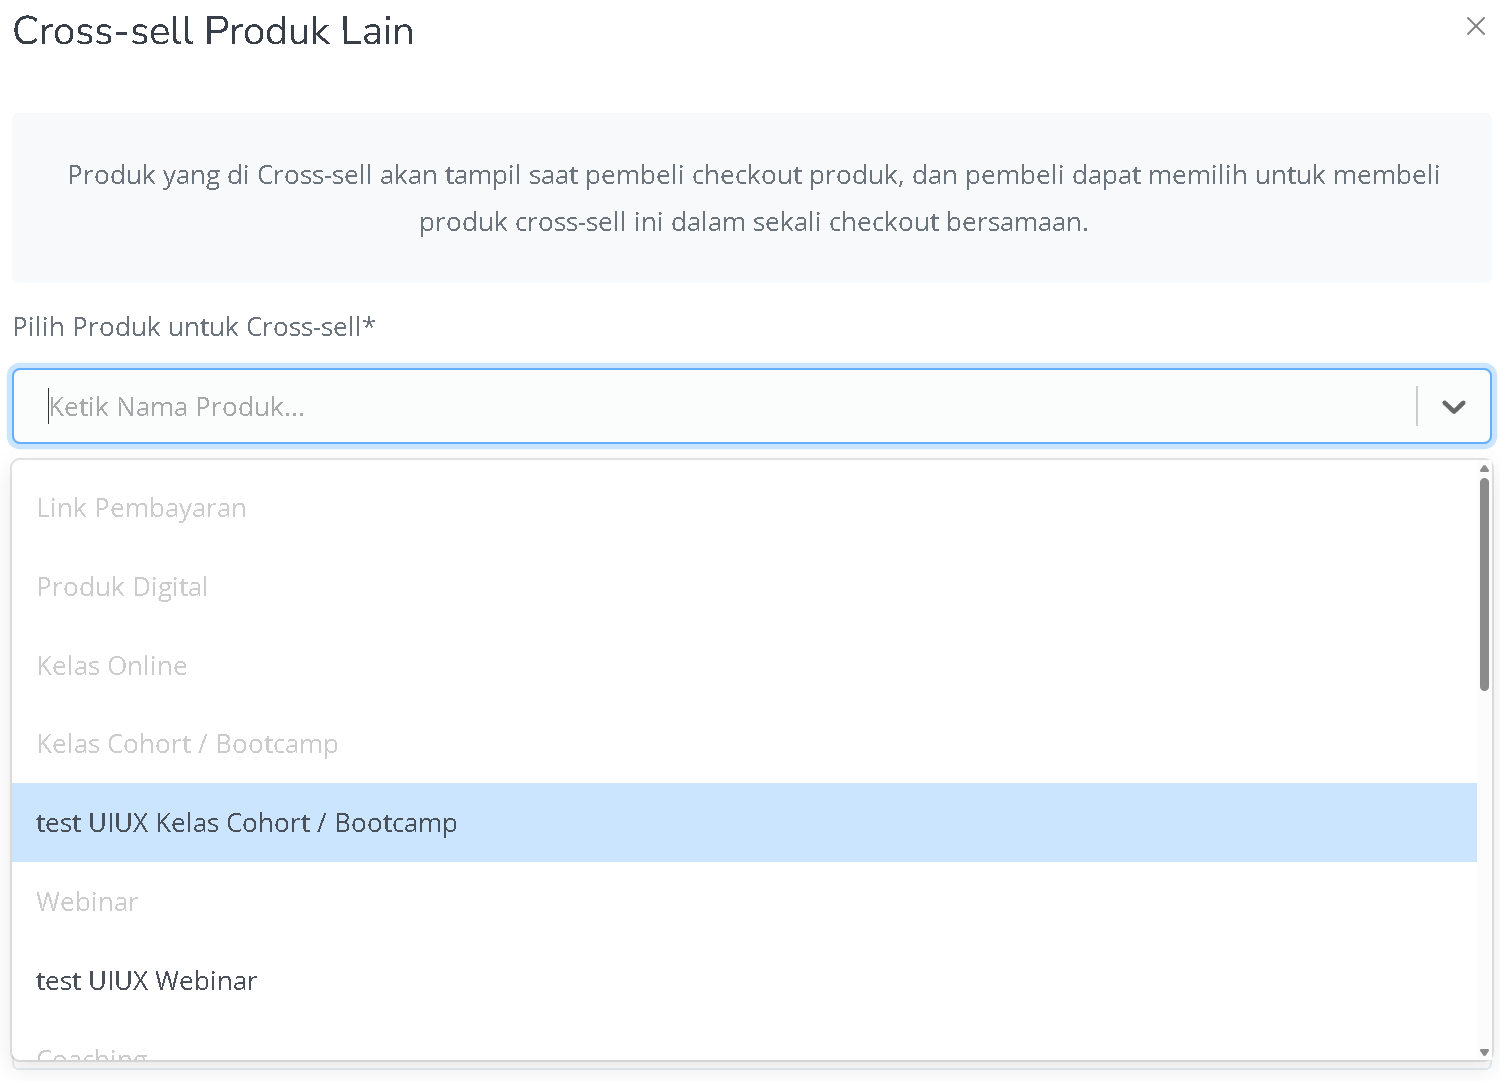 Cross-sell Produk Lain
Produk yang di Cross-sell akan tampil saat pembeli checkout produk, dan pembeli dapat memilih untuk membeli
produk cross-sell ini dalam sekali checkout bersamaan.
Pilih Produk untuk Cross-sell*
Ketik Nama Produk...
Link Pembayaran
Produk Digital
Kelas Online
Kelas Cohort / Bootcamp
test UIUX Kelas Cohort / Bootcamp
Webinar
test UIUX Webinar
Coaching